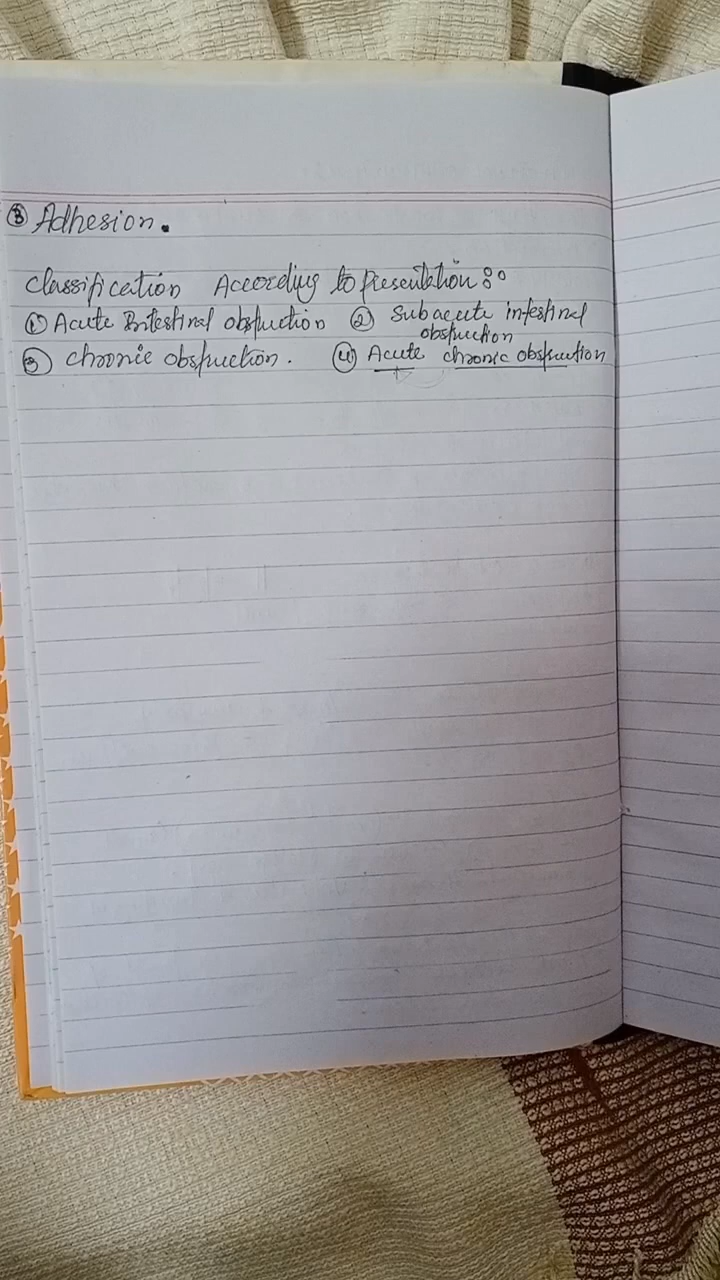 ③ Adhesion.
Classification According to Presentation :
① Acute Intestinal obstruction ② Subacute intestinal obstruction
③ chronic obstruction. ④ Acute chronic obstruction